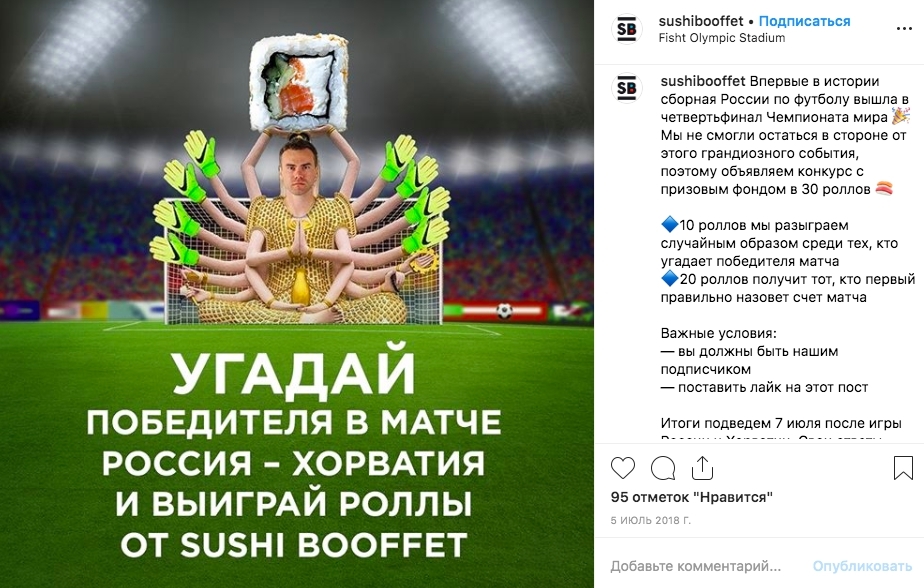 УГАДАЙ
ПОБЕДИТЕЛЯ В МАТЧЕ
РОССИЯ – ХОРВАТИЯ
И ВЫИГРАЙ РОЛЛЫ
ОТ SUSHI BOOFFET
SB
sushibooffet • Подписаться
Fisht Olympic Stadium
SB
sushibooffet Впервые в истории
сборная России по футболу вышла в
четвертьфинал Чемпионата мира 🎉
Мы не смогли остаться в стороне от
этого грандиозного события,
поэтому объявляем конкурс с
призовым фондом в 30 роллов 🍣
🔷10 роллов мы разыграем
случайным образом среди тех, кто
угадает победителя матча
🔷20 роллов получит тот, кто первый
правильно назовет счет матча
Важные условия:
— вы должны быть нашим
подписчиком
— поставить лайк на этот пост
Итоги подведем 7 июля после игры
95 отметок "Нравится"
5 ИЮЛЬ 2018 Г.
Добавьте комментарий... Опубликовать